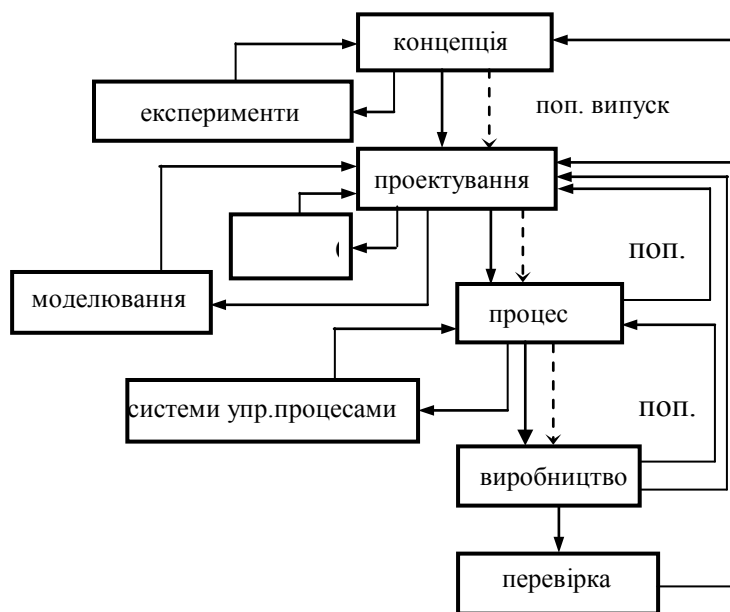 концепція
експерименти
поп. випуск
проектування
поп.
моделювання
процес
системи упр.процесами
поп.
виробництво
перевірка